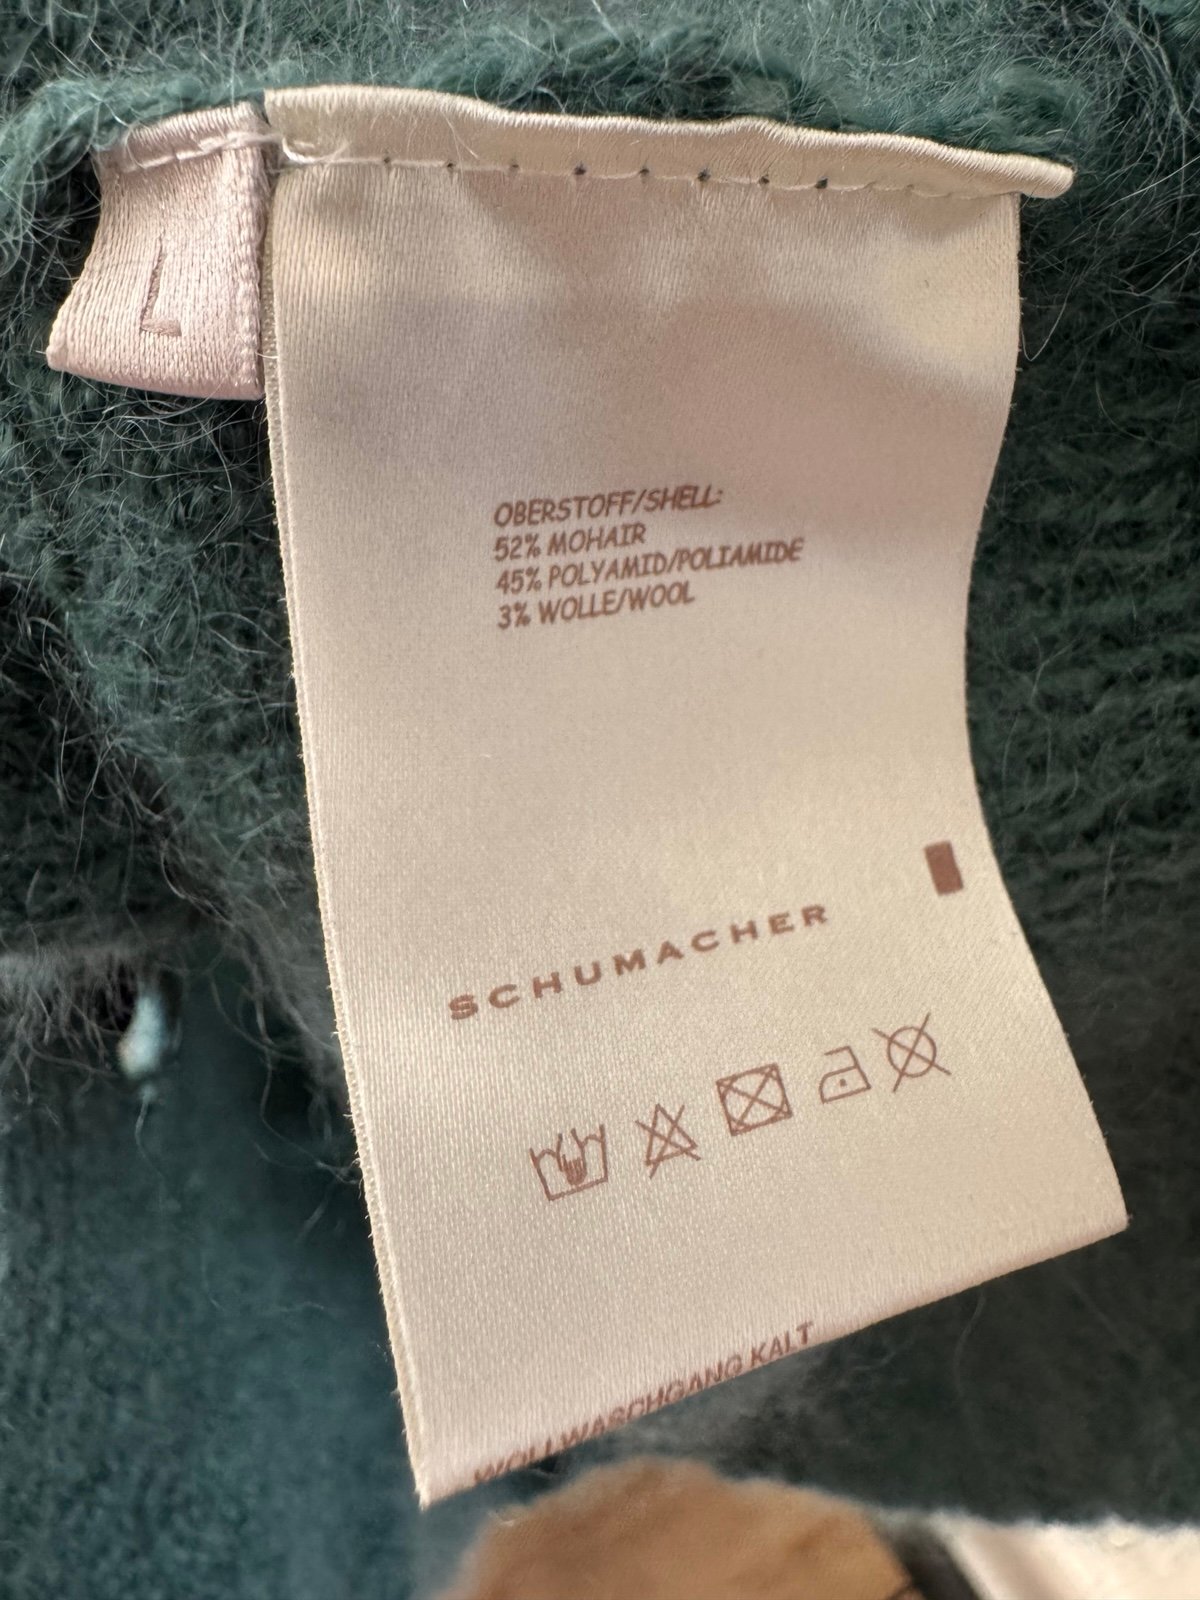 L
OBERSTOFF/SHELL:
52% MOHAIR
45% POLYAMID/POLIAMIDE
3% WOLLE/WOOL
SCHUMACHER
WOLLWASCHGANG KALT